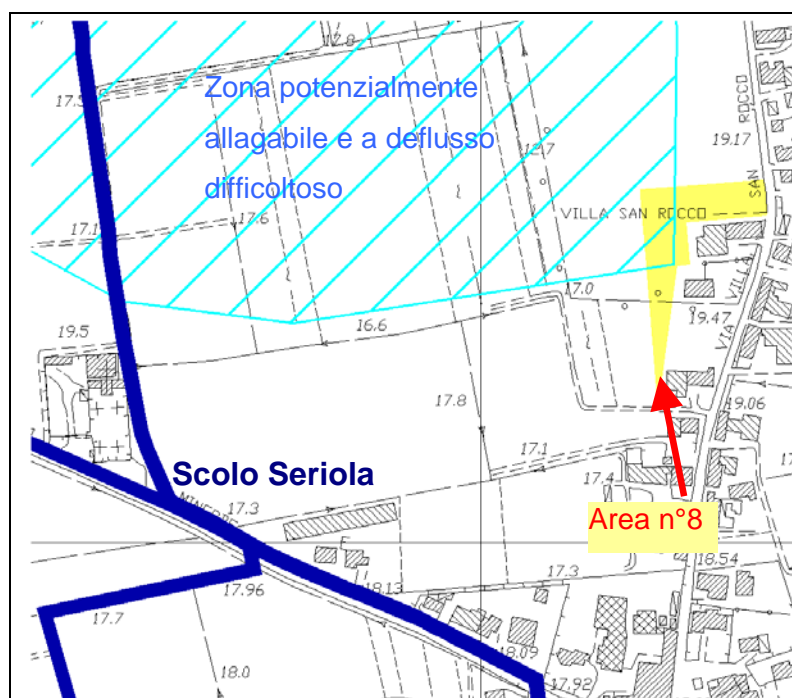 17.8
Zona potenzialmente
allagabile e a deflusso
difficoltoso
17.5
12.7
19.17
SAN ROCCO
VILLA SAN ROCCO
17.1
17.6
17.0
19.47
VIA VILLA
19.5
16.6
17.8
19.06
17.1
17.4
Scolo Seriola
17.3
MINCORE
Area n°8
18.54
17.3
17.96
18.13
17.7
18.09
18.0
17.92